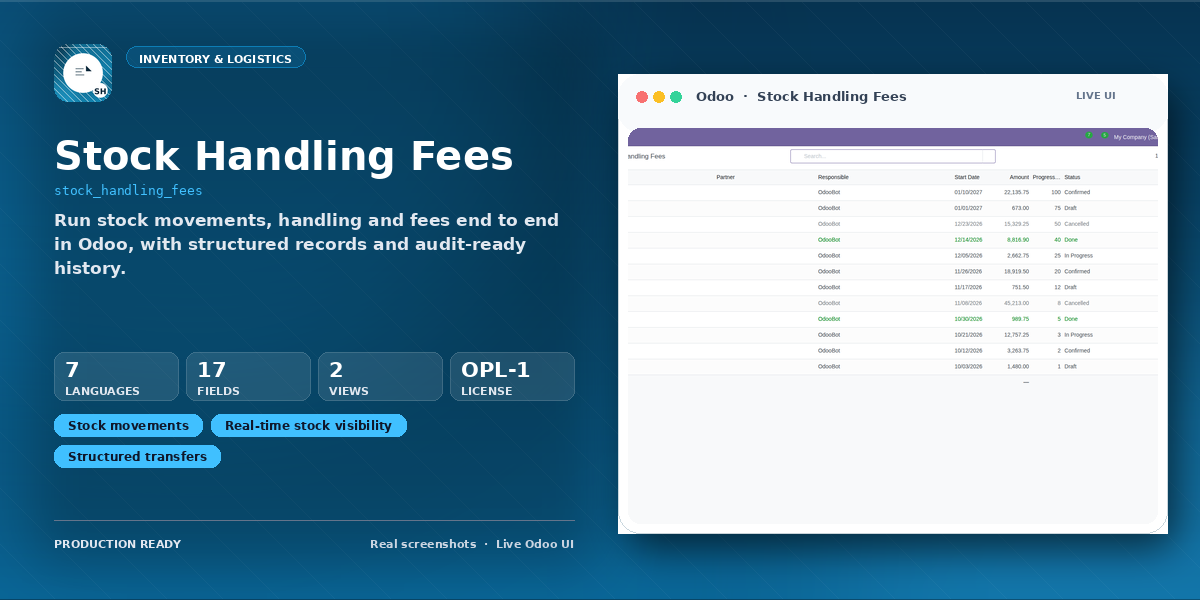 SH
INVENTORY & LOGISTICS
Stock Handling Fees
stock_handling_fees
Run stock movements, handling and fees end to end
in Odoo, with structured records and audit-ready
history.
7
LANGUAGES
17
FIELDS
2
VIEWS
OPL-1
LICENSE
Stock movements
Real-time stock visibility
Structured transfers
PRODUCTION READY
Real screenshots · Live Odoo UI
Odoo · Stock Handling Fees
LIVE UI
My Company (Sa
andling Fees
Search...
1
Partner Responsible Start Date Amount Progress... Status
OdooBot 01/10/2027 22,135.75 100 Confirmed
OdooBot 01/01/2027 673.00 75 Draft
OdooBot 12/23/2026 15,329.25 50 Cancelled
OdooBot 12/14/2026 8,816.90 40 Done
OdooBot 12/05/2026 2,662.75 25 In Progress
OdooBot 11/26/2026 18,919.50 20 Confirmed
OdooBot 11/17/2026 751.50 12 Draft
OdooBot 11/08/2026 45,213.00 8 Cancelled
OdooBot 10/30/2026 989.75 5 Done
OdooBot 10/21/2026 12,757.25 3 In Progress
OdooBot 10/12/2026 3,263.75 2 Confirmed
OdooBot 10/03/2026 1,480.00 1 Draft
—